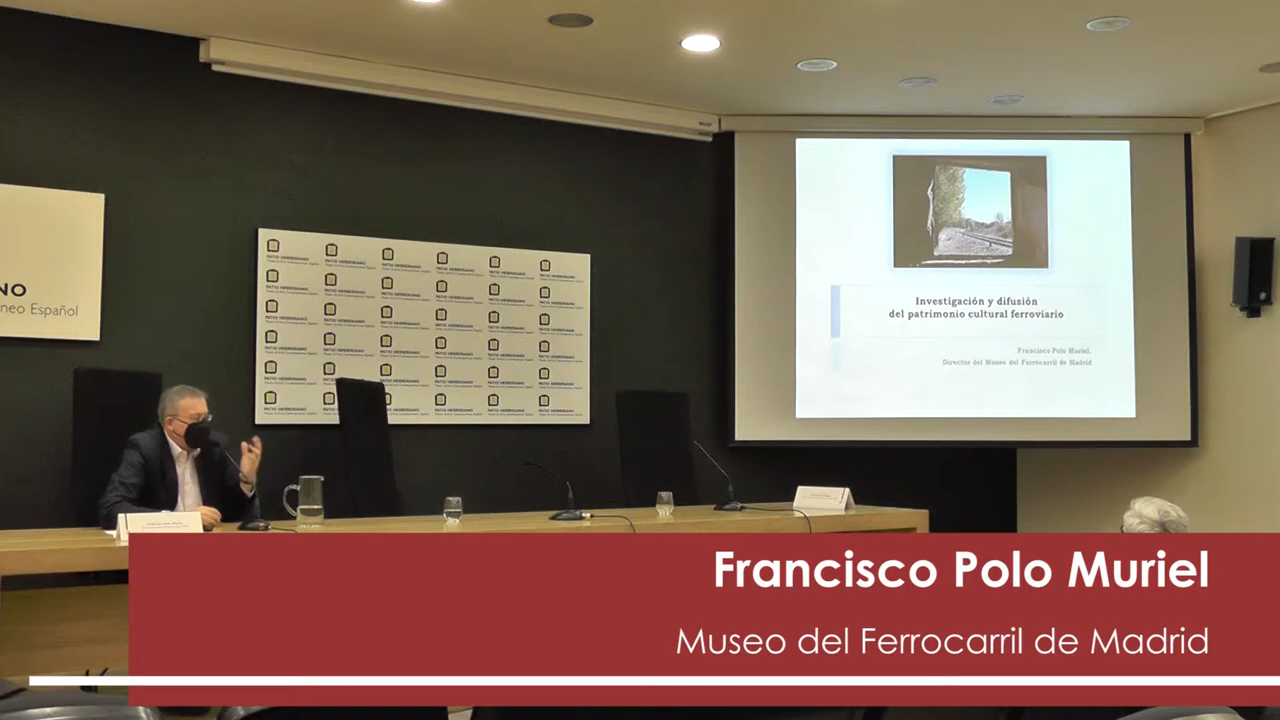 NO
neo Español
PATIO HERRERIANO
Investigación y difusión
del patrimonio cultural ferroviario
Francisco Polo Muriel,
Director del Museo del Ferrocarril de Madrid
Francisco Polo Muriel
Museo del Ferrocarril de Madrid